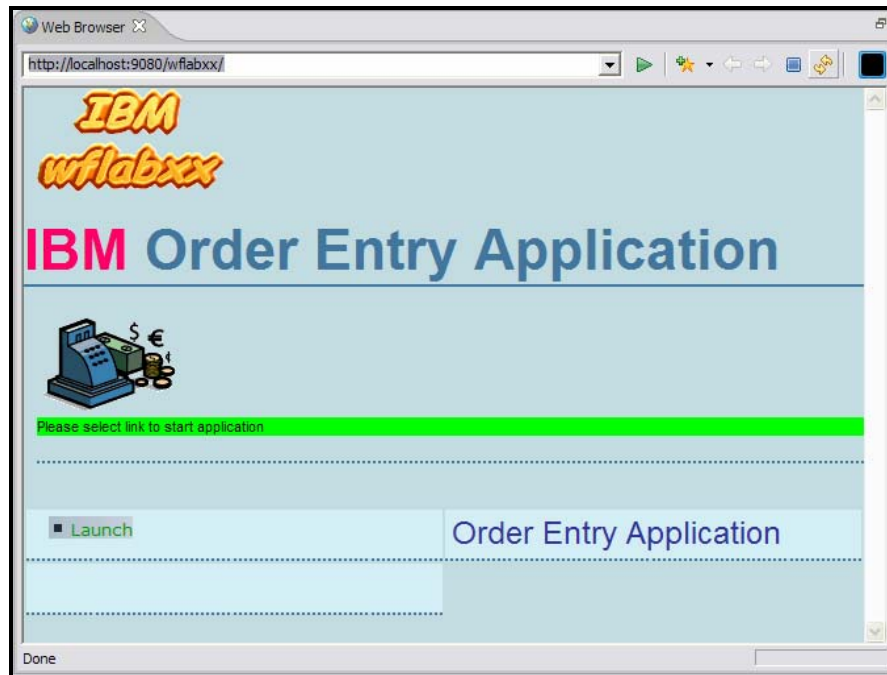 Web Browser
http://localhost:9080/wflabxx/
IBM
wflabxx
IBM Order Entry Application
$ €
¢
Please select link to start application
Launch
Order Entry Application
Done